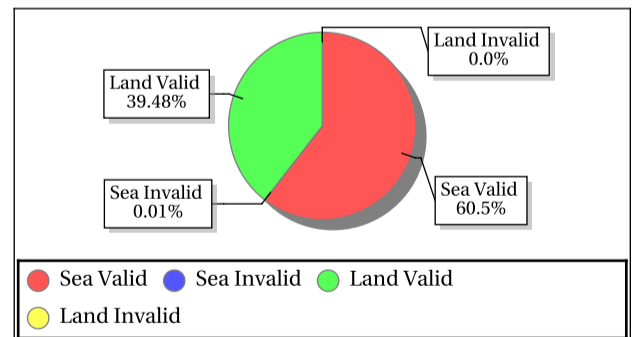 Land Invalid
0.0%
Land Valid
39.48%
Sea Invalid
0.01%
Sea Valid
60.5%
Sea Valid Sea Invalid Land Valid
Land Invalid